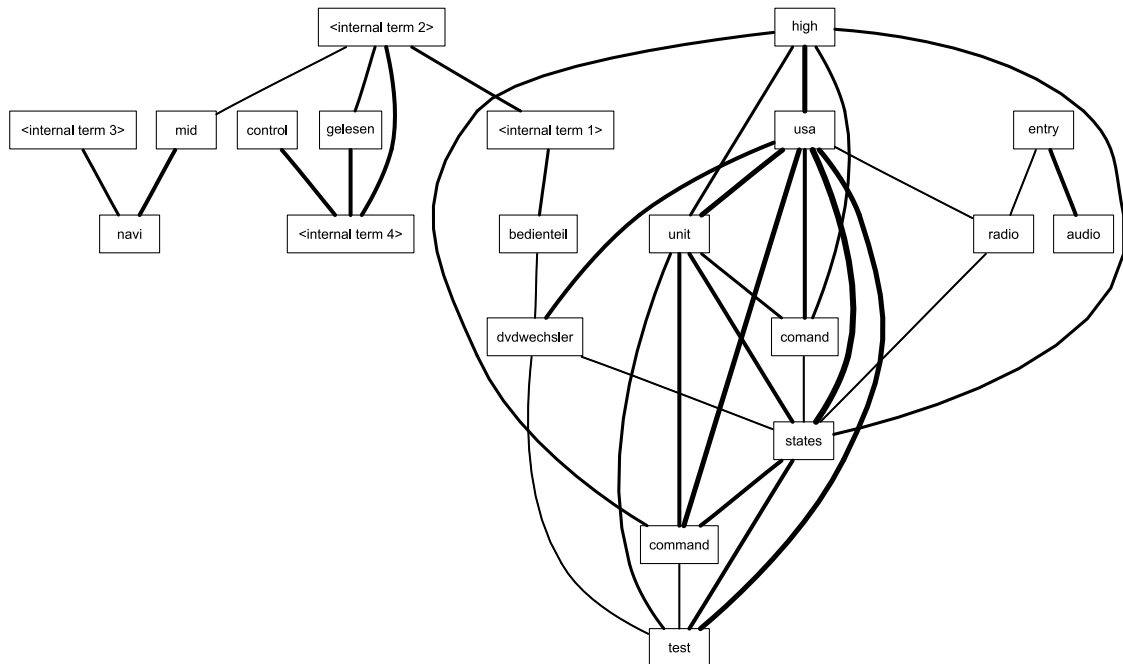 <internal term 2>
high
<internal term 3>
mid
control
gelesen
<internal term 1>
usa
entry
navi
<internal term 4>
bedienteil
unit
radio
audio
dvdwechsler
comand
states
command
test